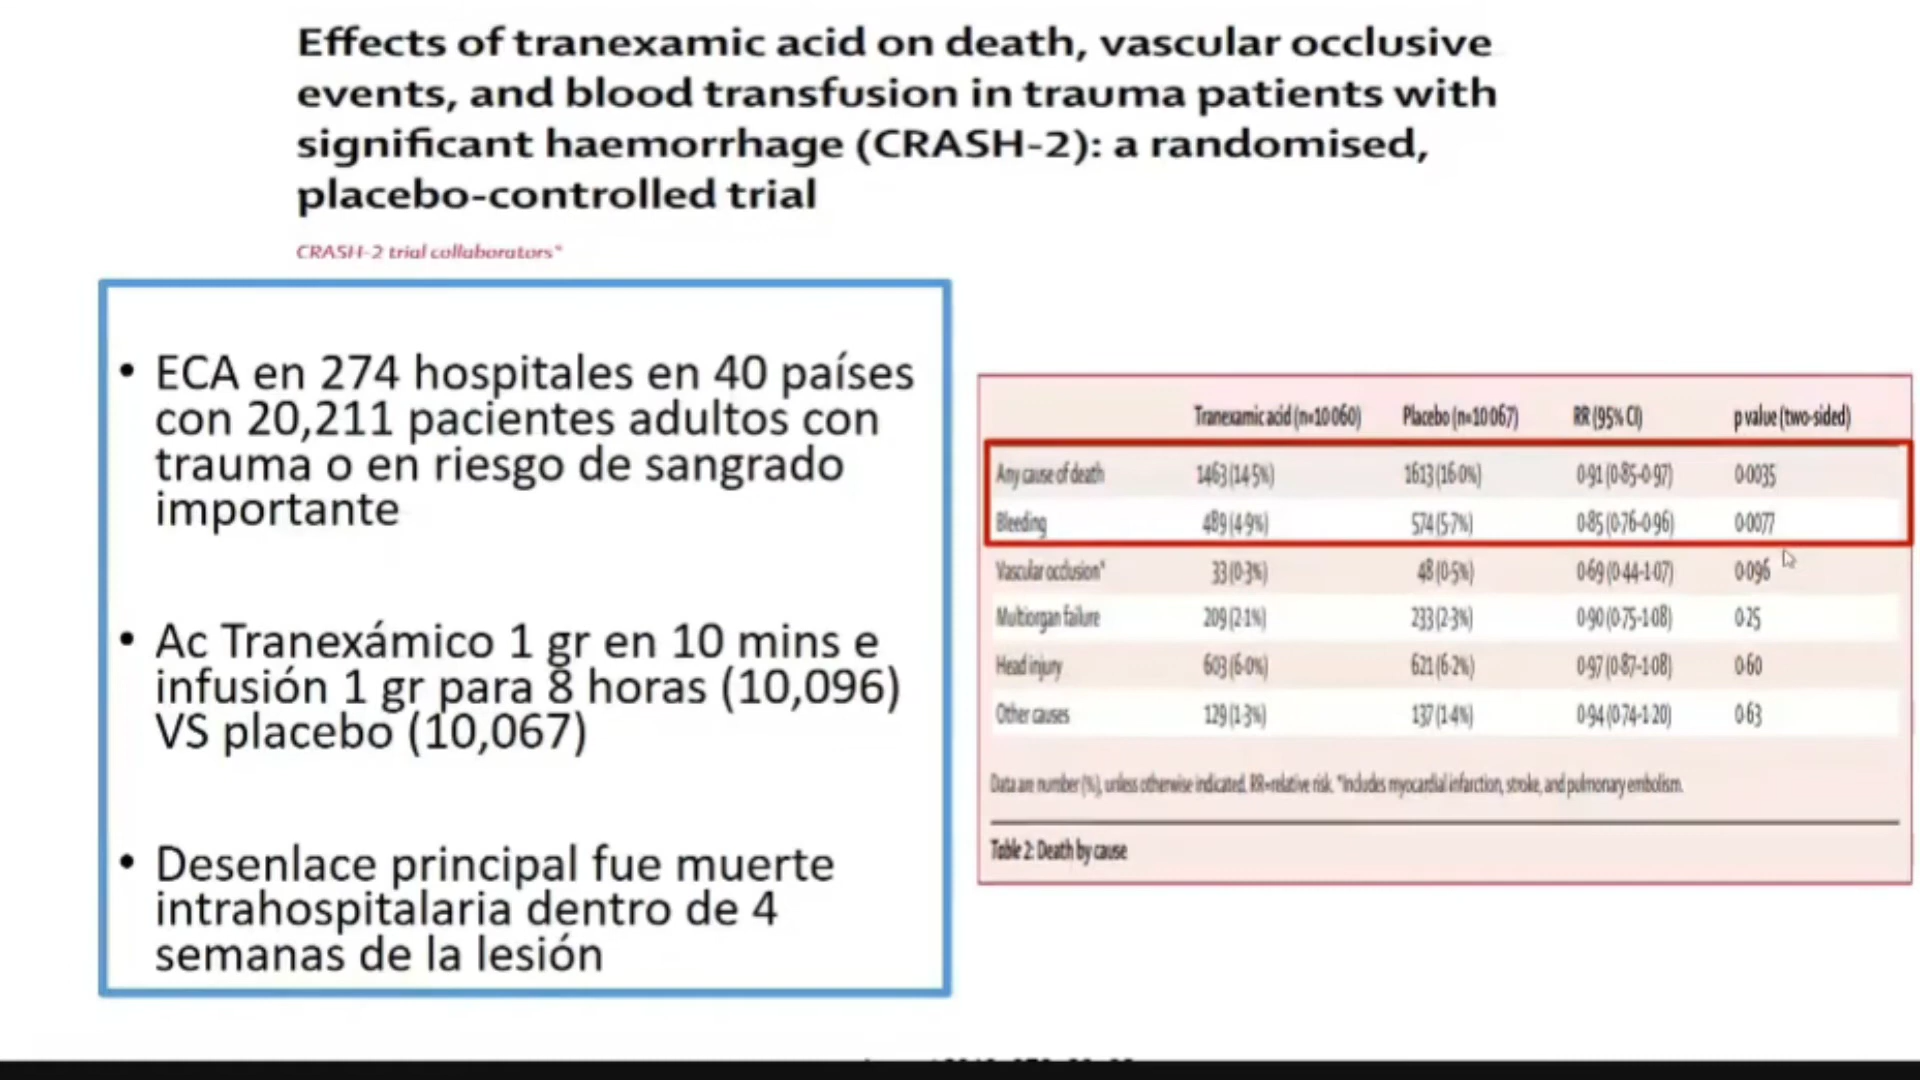 Effects of tranexamic acid on death, vascular occlusive
events, and blood transfusion in trauma patients with
significant haemorrhage (CRASH-2): a randomised,
placebo-controlled trial
CRASH-2 trial collaborators*
• ECA en 274 hospitales en 40 países
con 20,211 pacientes adultos con
trauma o en riesgo de sangrado
importante
• Ac Tranexámico 1 gr en 10 mins e
infusión 1 gr para 8 horas (10,096)
VS placebo (10,067)
• Desenlace principal fue muerte
intrahospitalaria dentro de 4
semanas de la lesión
Tranexamic acid (n=10060) Placebo (n=10067) RR (95% CI) p value (two-sided)
Any cause of death 1463 (14·5%) 1613 (16·0%) 0·91 (0·85–0·97) 0·0035
Bleeding 489 (4·9%) 574 (5·7%) 0·85 (0·76–0·96) 0·0077
Vascular occlusion* 33 (0·3%) 48 (0·5%) 0·69 (0·44–1·07) 0·096
Multiorgan failure 209 (2·1%) 233 (2·3%) 0·90 (0·75–1·08) 0·25
Head injury 603 (6·0%) 621 (6·2%) 0·97 (0·87–1·08) 0·60
Other causes 129 (1·3%) 137 (1·4%) 0·94 (0·74–1·20) 0·63
Data are number (%), unless otherwise indicated. RR=relative risk. *Includes myocardial infarction, stroke, and pulmonary embolism.
Table 2: Death by cause